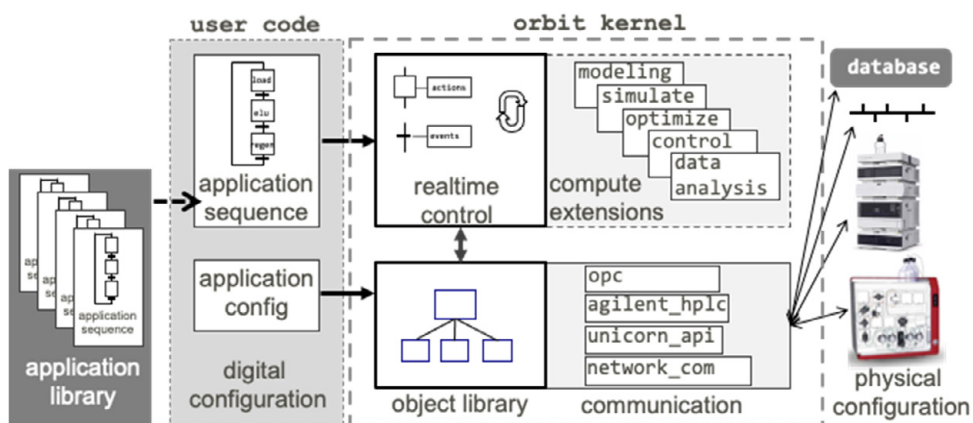 user code
orbit kernel
load
elu
regen
application
sequence
actions
events
realtime
control
modeling
simulate
optimize
control
data
analysis
compute
extensions
database
application
sequence
application
library
application
config
digital
configuration
object library
opc
agilent_hplc
unicorn_api
network_com
communication
physical
configuration